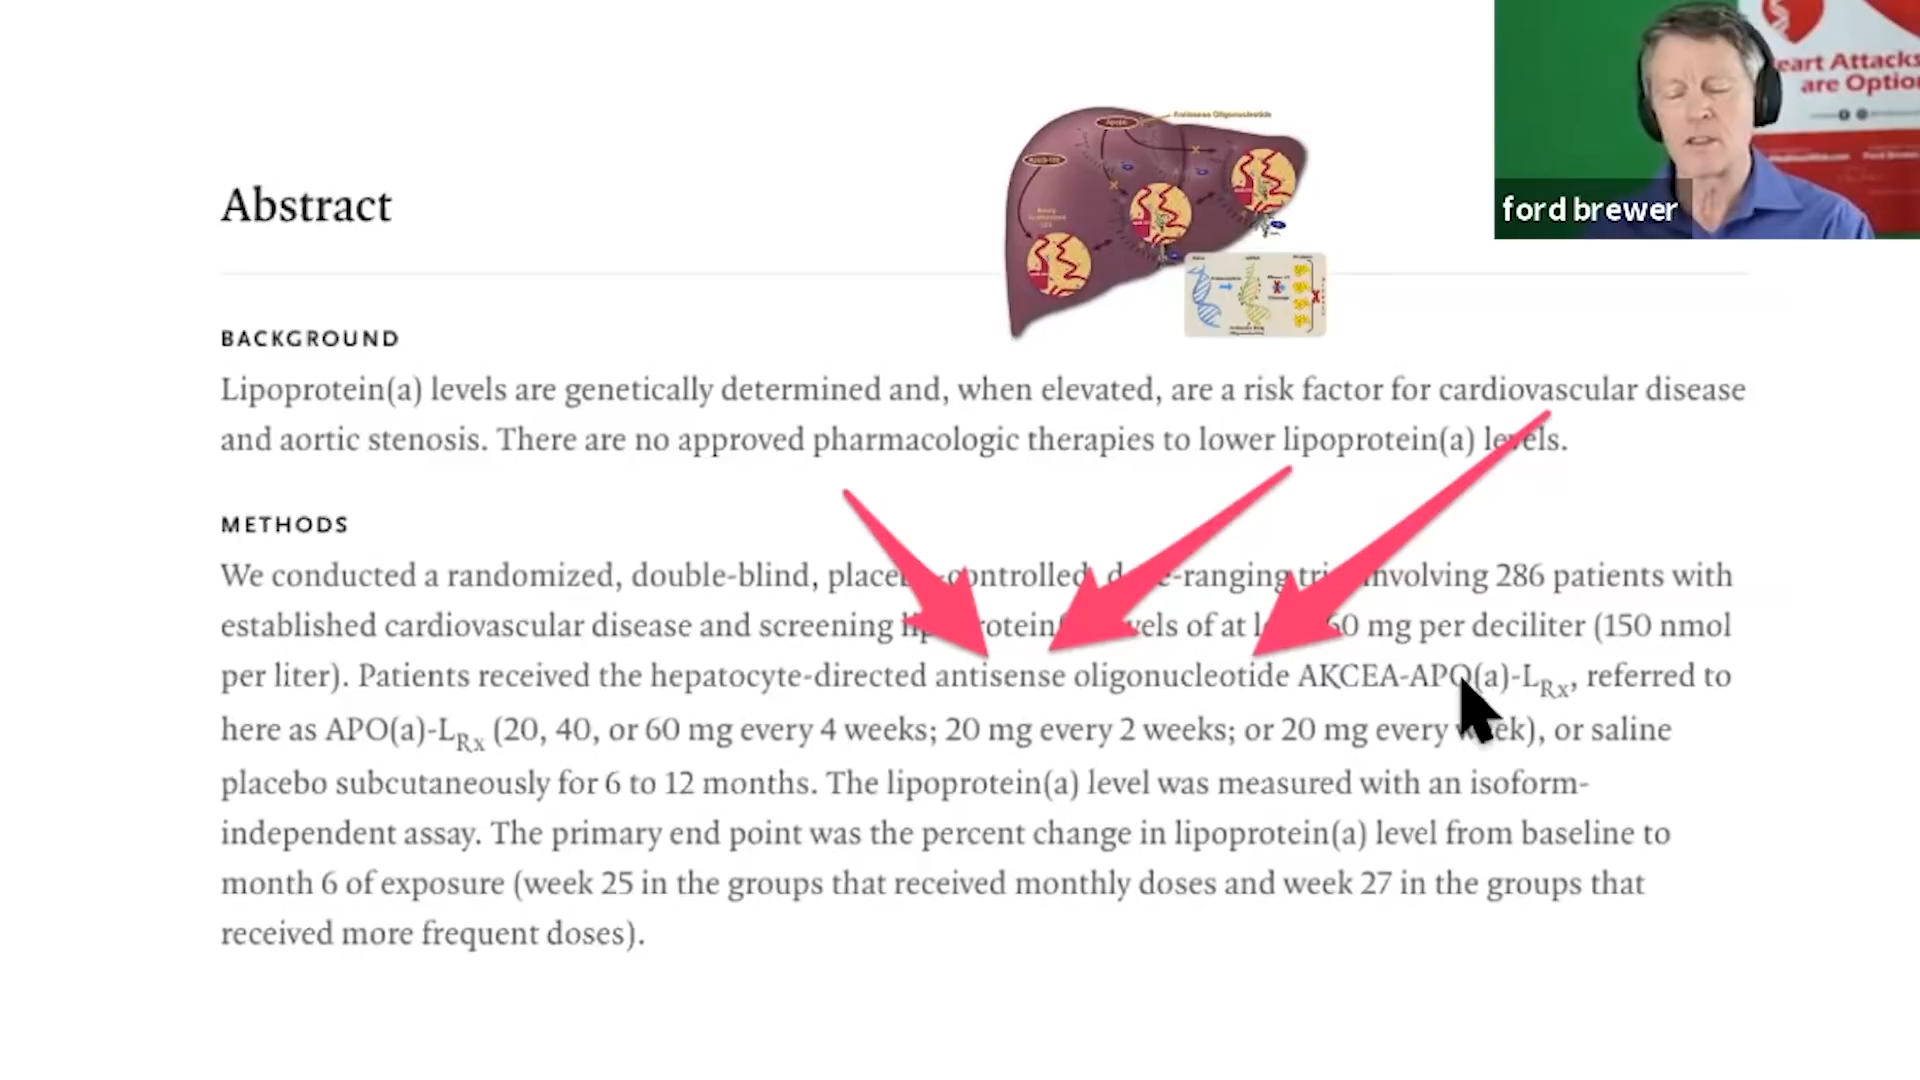 eart Attacks
are Option
ford brewer
Antisense Oligonucleotide
Abstract
BACKGROUND
Lipoprotein(a) levels are genetically determined and, when elevated, are a risk factor for cardiovascular disease
and aortic stenosis. There are no approved pharmacologic therapies to lower lipoprotein(a) levels.
METHODS
We conducted a randomized, double-blind, controlled, -ranging involving 286 patients with
established cardiovascular disease and screening levels of at mg per deciliter (150 nmol
per liter). Patients received the hepatocyte-directed antisense oligonucleotide AKCEA-APO(a)-LRx, referred to
here as APO(a)-LRx (20, 40, or 60 mg every 4 weeks; 20 mg every 2 weeks; or 20 mg every week), or saline
placebo subcutaneously for 6 to 12 months. The lipoprotein(a) level was measured with an isoform-
independent assay. The primary end point was the percent change in lipoprotein(a) level from baseline to
month 6 of exposure (week 25 in the groups that received monthly doses and week 27 in the groups that
received more frequent doses).